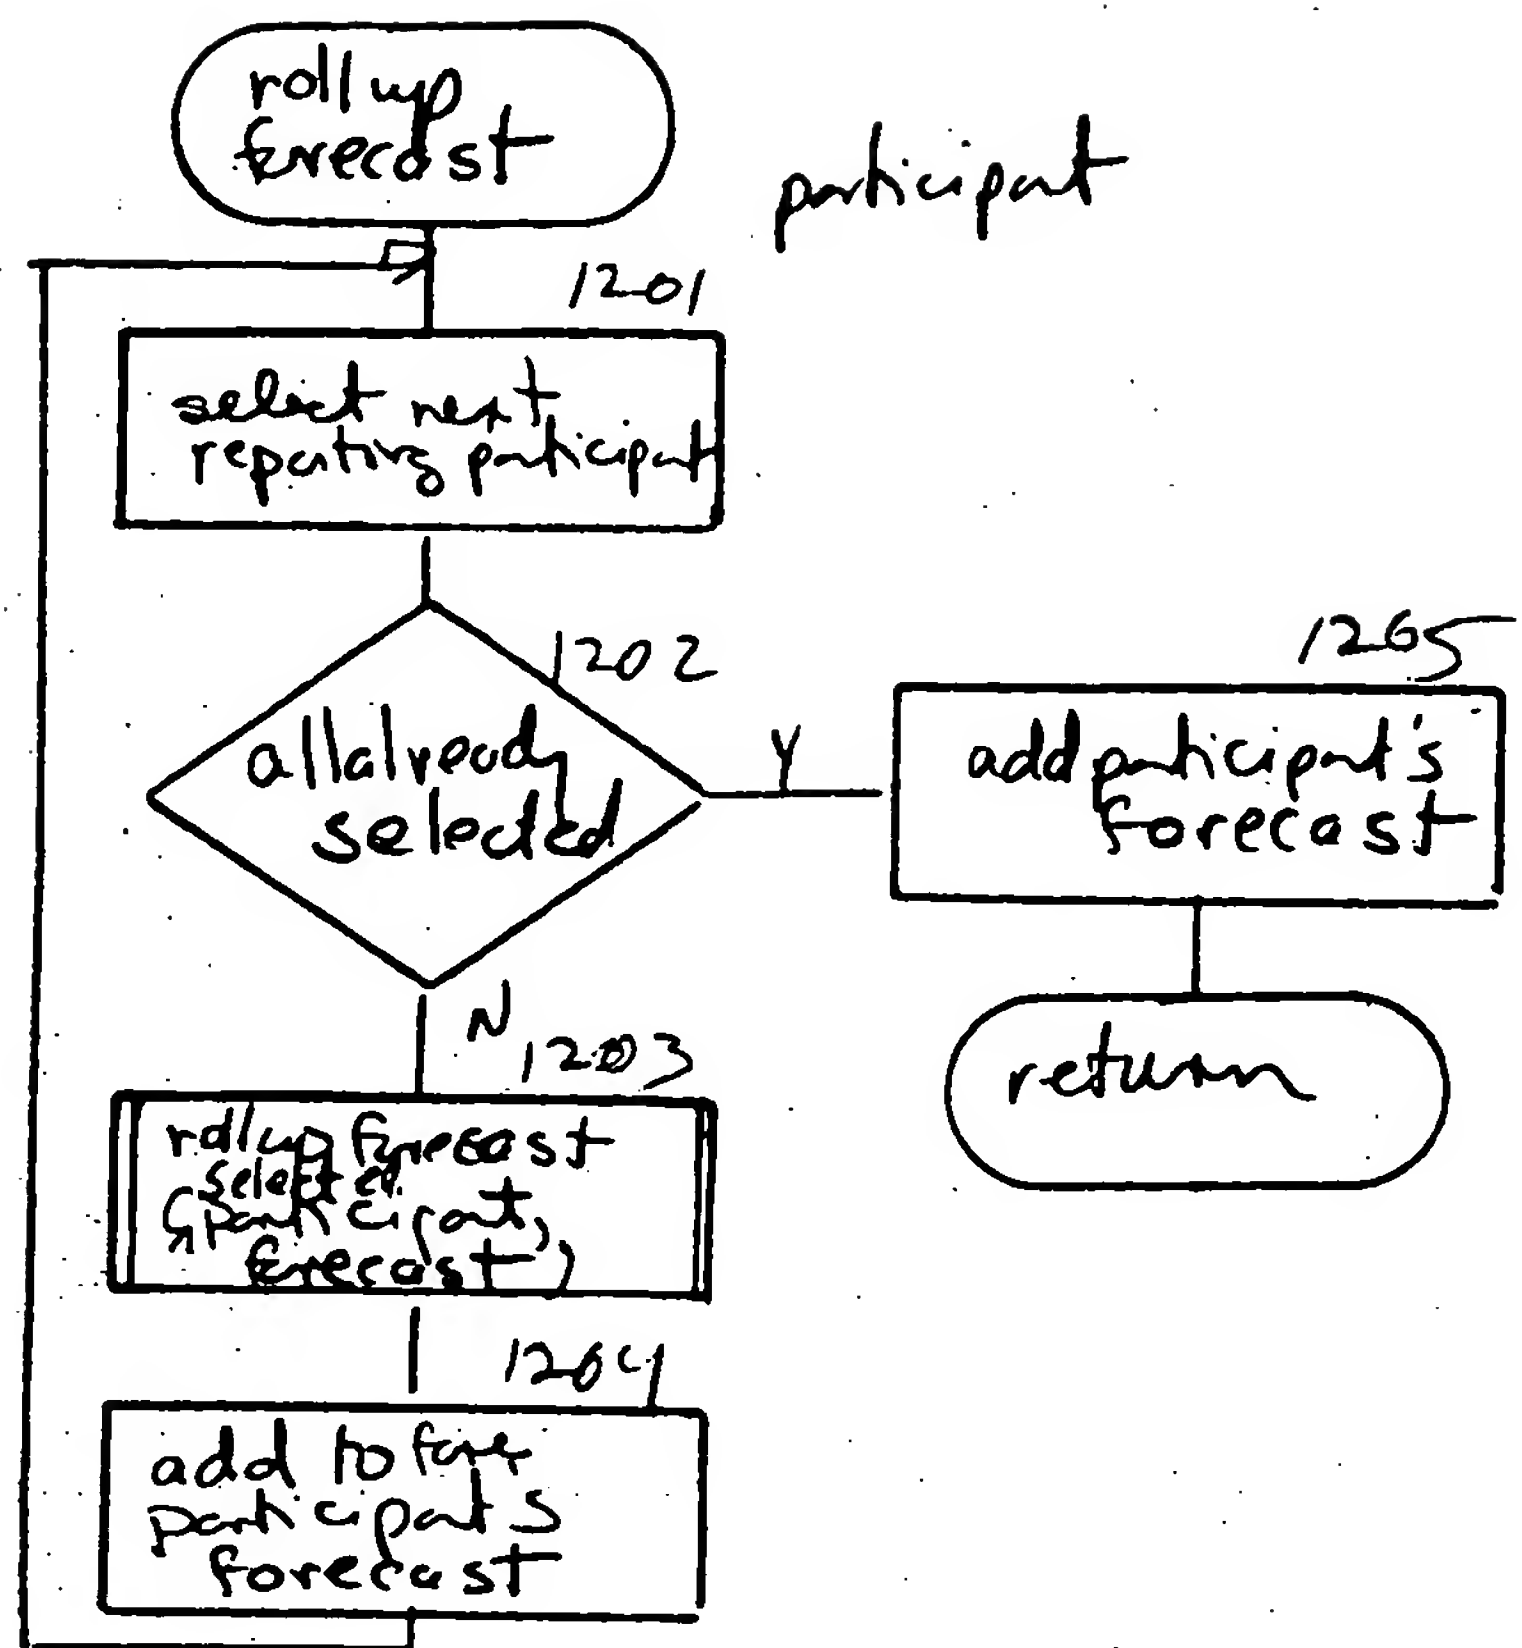 rollup
forecast
participant
1201
select next
reporting participant
1202
all already
selected
Y
1205
add participant's
forecast
return
N
1203
rollup forecast
selected
(participant,
forecast)
1204
add to
participant's
forecast